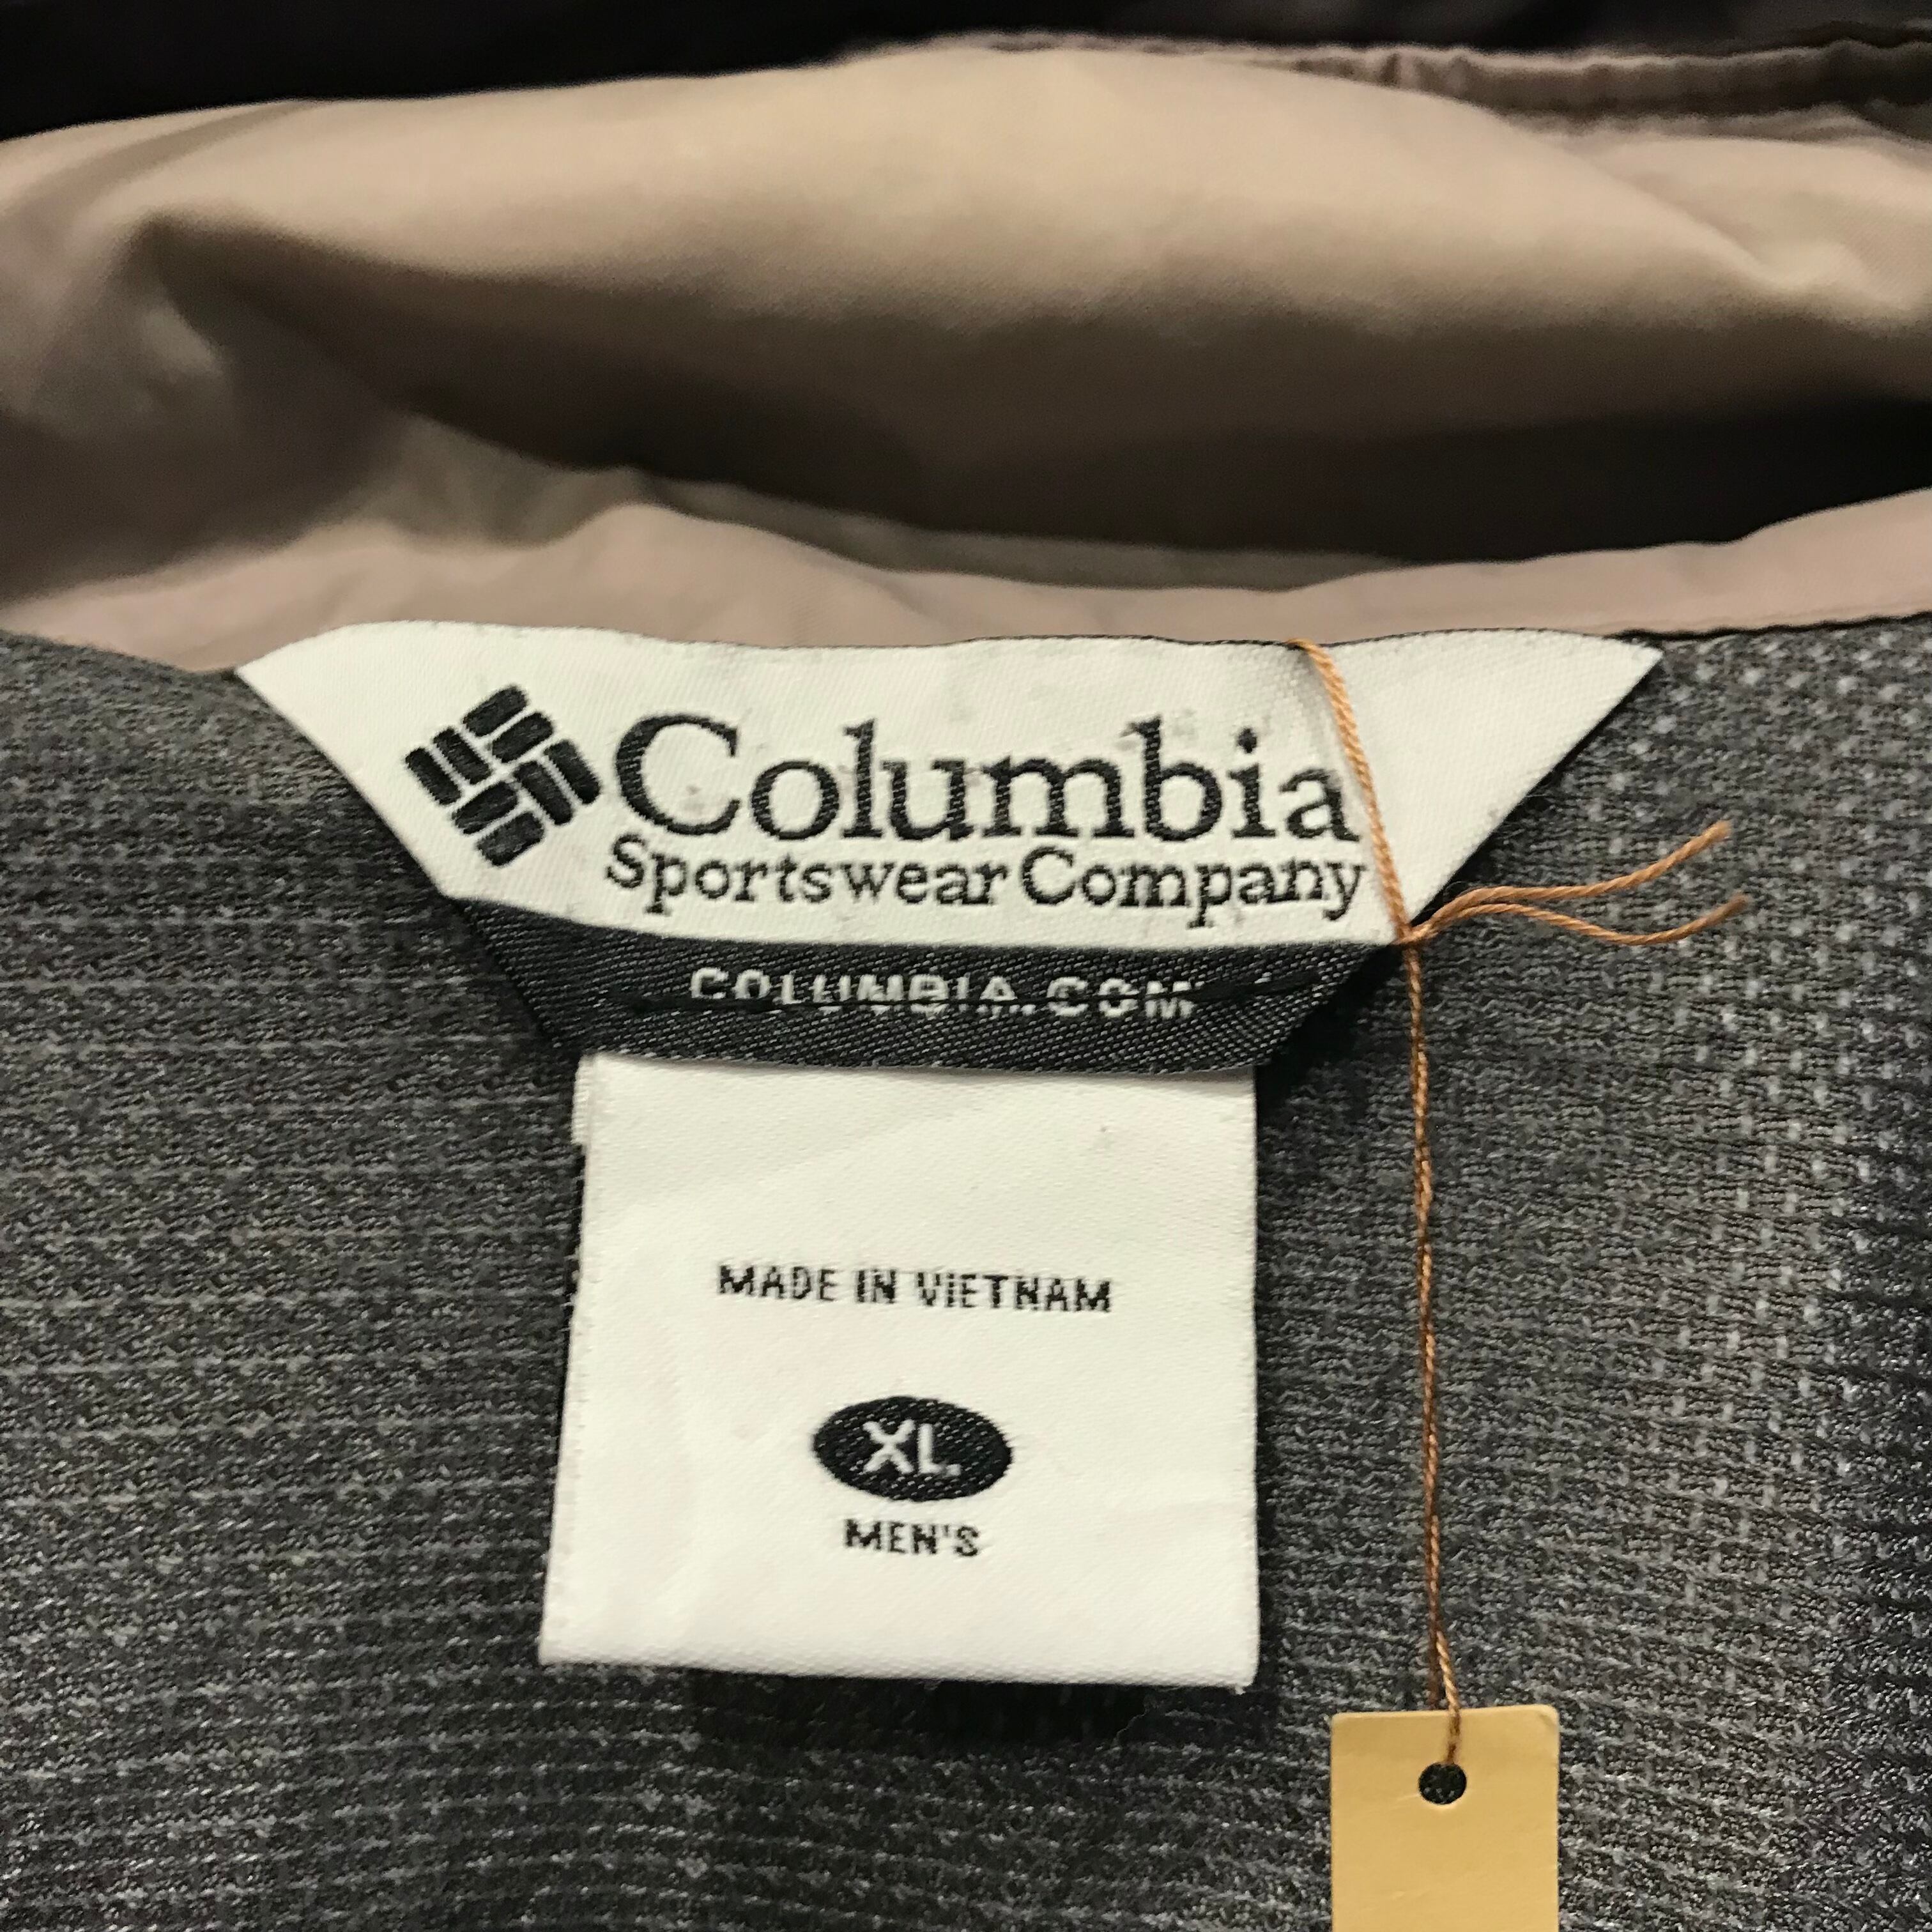 Columbia
Sportswear Company
COLUMBIA.COM
MADE IN VIETNAM
XL
MEN'S